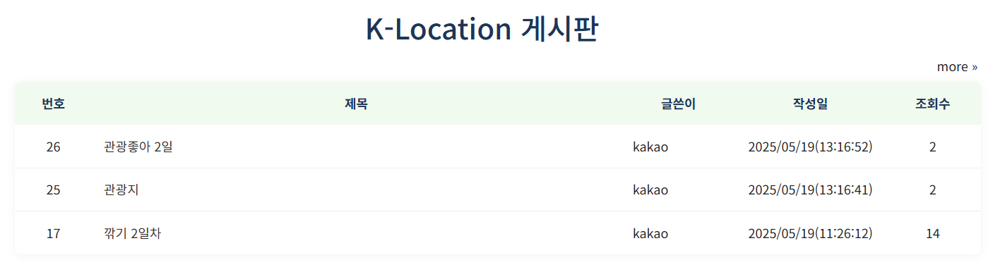 K-Location 게시판
more »
번호 제목 글쓴이 작성일 조회수
26 관광좋아 2일 kakao 2025/05/19(13:16:52) 2
25 관광지 kakao 2025/05/19(13:16:41) 2
17 깎기 2일차 kakao 2025/05/19(11:26:12) 14